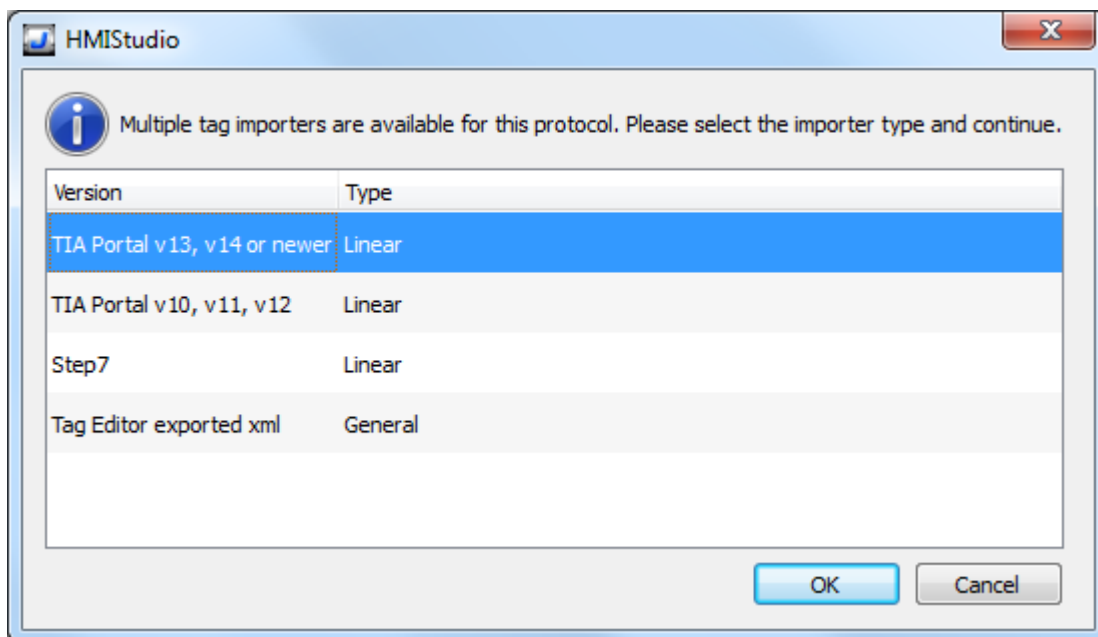 HMIStudio
Multiple tag importers are available for this protocol. Please select the importer type and continue.
Version Type
TIA Portal v13, v14 or newer Linear
TIA Portal v10, v11, v12 Linear
Step7 Linear
Tag Editor exported xml General
OK Cancel